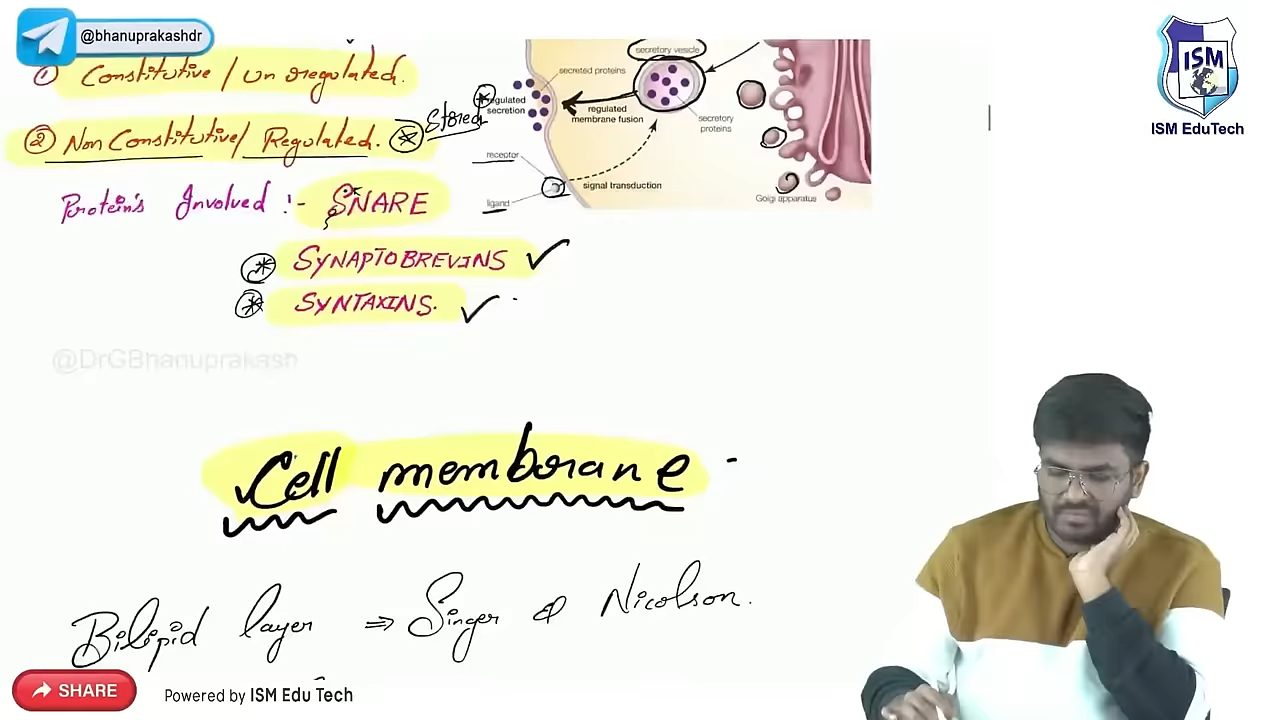 @bhanuprakashdr
ISM
ISM EduTech
① Constitutive / unregulated.
② Non Constitutive / Regulated. Stored
Proteins Involved :- SNARE
SYNAPTOBREVINS
SYNTAXINS.
secretory vesicle
secreted proteins
regulated secretion
regulated membrane fusion
secretory proteins
receptor
signal transduction
ligand
Golgi apparatus
@DrGBhanuprakash
Cell membrane
Bilipid layer ⇒ Singer & Nicolson.
SHARE
Powered by ISM Edu Tech